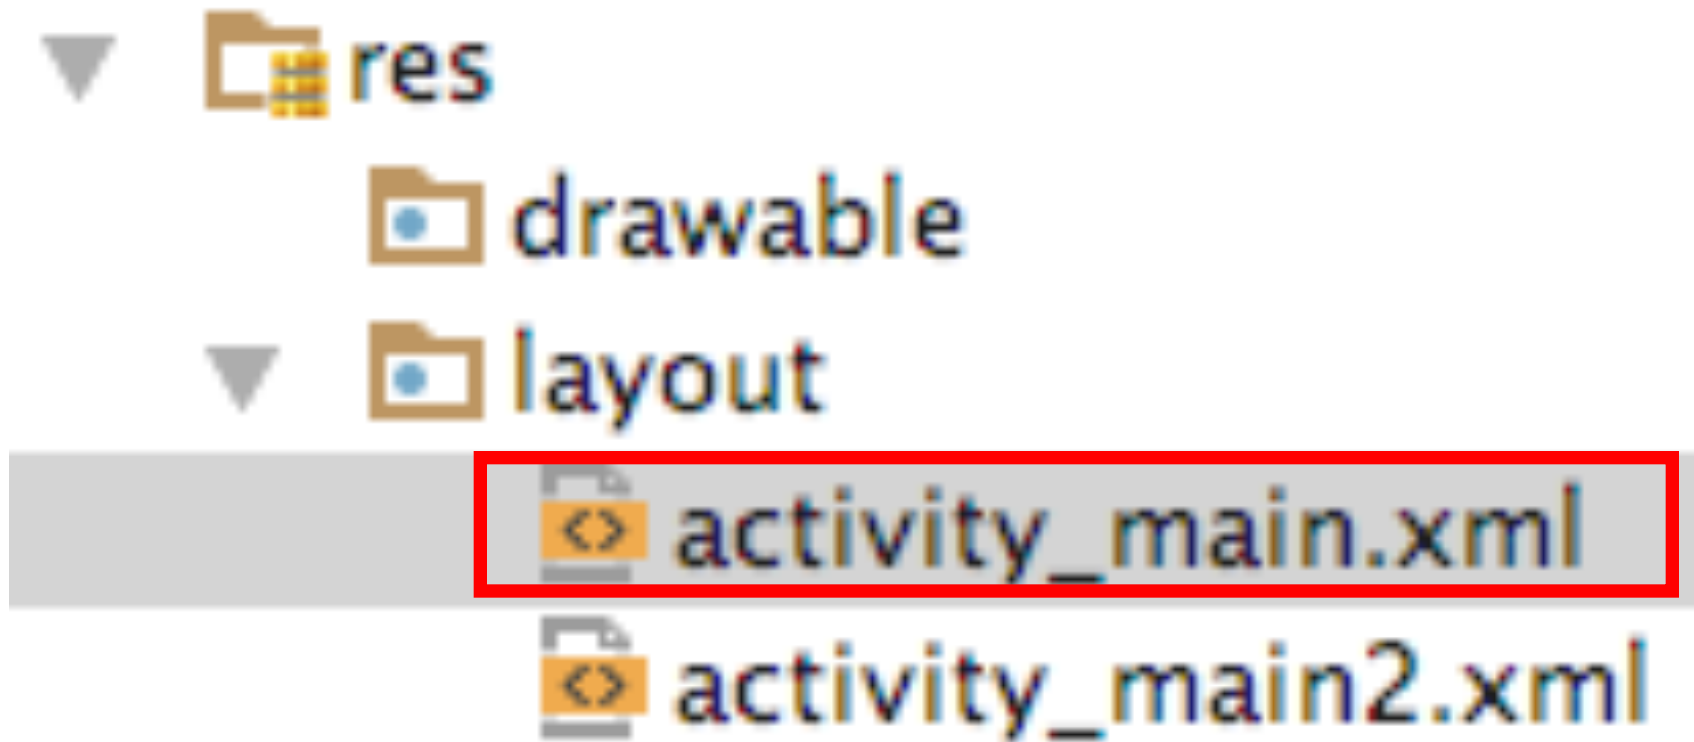 res
drawable
layout
activity_main.xml
activity_main2.xml